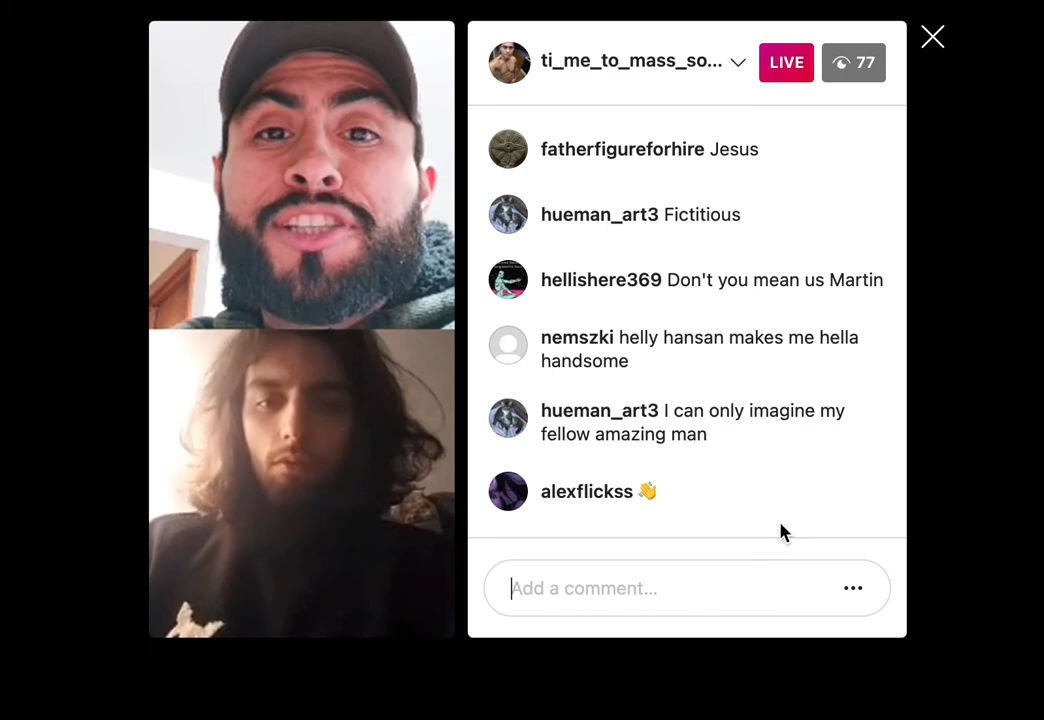 ti_me_to_mass_so...
LIVE
77
fatherfigureforhire Jesus
hueman_art3 Fictitious
hellishere369 Don't you mean us Martin
nemszki helly hansan makes me hella
handsome
hueman_art3 I can only imagine my
fellow amazing man
alexflickss 👋
Add a comment...